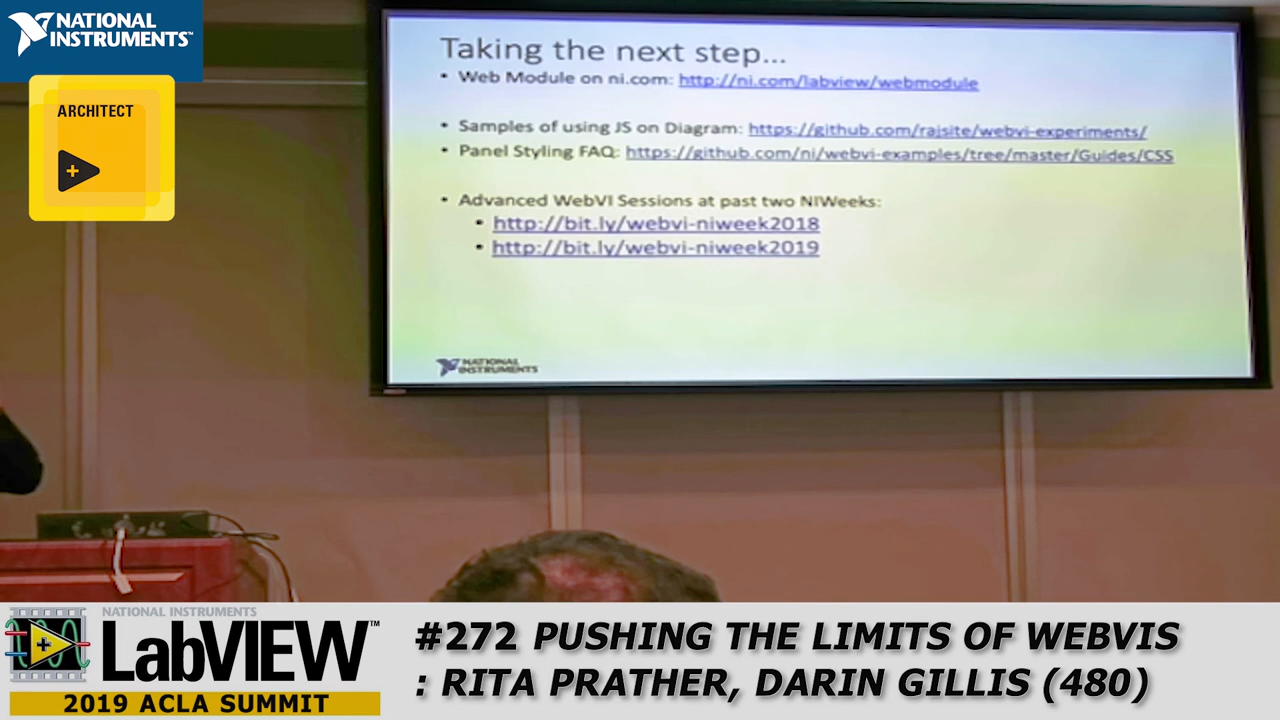 NATIONAL
INSTRUMENTS™
ARCHITECT
Taking the next step...
• Web Module on ni.com: http://ni.com/labview/webmodule
• Samples of using JS on Diagram: https://github.com/rajsite/webvi-experiments/
• Panel Styling FAQ: https://github.com/ni/webvi-examples/tree/master/Guides/CSS
• Advanced WebVI Sessions at past two NIWeeks:
• http://bit.ly/webvi-niweek2018
• http://bit.ly/webvi-niweek2019
NATIONAL
INSTRUMENTS
NATIONAL INSTRUMENTS
LabVIEW™
2019 ACLA SUMMIT
#272 PUSHING THE LIMITS OF WEBVIS
: RITA PRATHER, DARIN GILLIS (480)